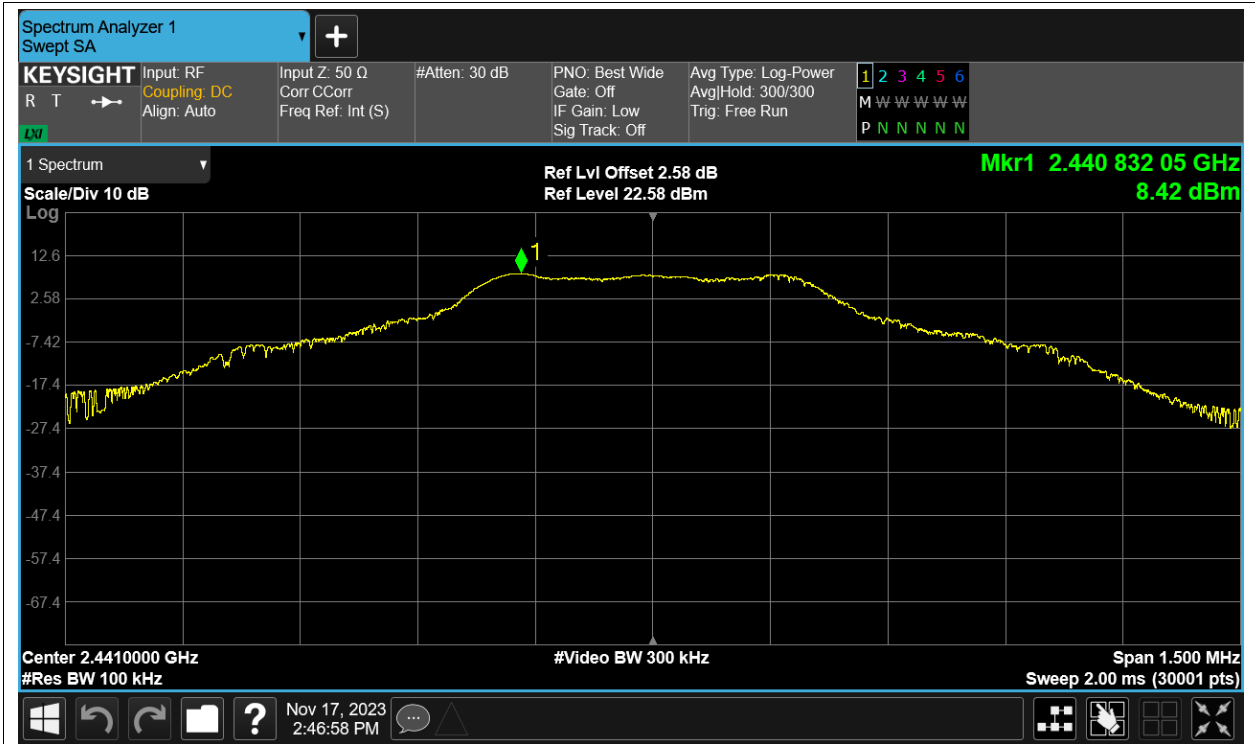 Spectrum Analyzer 1
Swept SA
KEYSIGHT
R T
LXI
Input: RF
Coupling: DC
Align: Auto
Input Z: 50 Ω
Corr CCorr
Freq Ref: Int (S)
#Atten: 30 dB
PNO: Best Wide
Gate: Off
IF Gain: Low
Sig Track: Off
Avg Type: Log-Power
Avg|Hold: 300/300
Trig: Free Run
1 2 3 4 5 6
M W W W W W W
P N N N N N
1 Spectrum
Scale/Div 10 dB
Log
Ref Lvl Offset 2.58 dB
Ref Level 22.58 dBm
Mkr1 2.440 832 05 GHz
8.42 dBm
1
12.6
2.58
-7.42
-17.4
-27.4
-37.4
-47.4
-57.4
-67.4
Center 2.4410000 GHz
#Res BW 100 kHz
#Video BW 300 kHz
Span 1.500 MHz
Sweep 2.00 ms (30001 pts)
?
Nov 17, 2023
2:46:58 PM